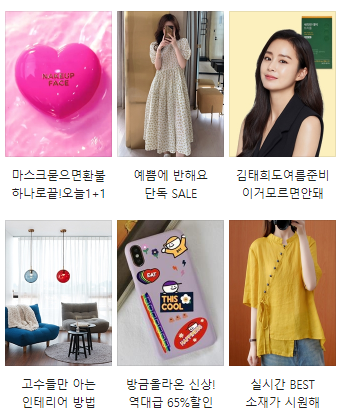 MAKEUP
FACE
마스크묻으면환불
하나로끝!오늘1+1
예쁨에 반해요
단독 SALE
김태희도여름준비
이거모르면안돼
고수들만 아는
인테리어 방법
EAT
THIS
COOL
방금올라온 신상!
역대급 65%할인
실시간 BEST
소재가 시원해